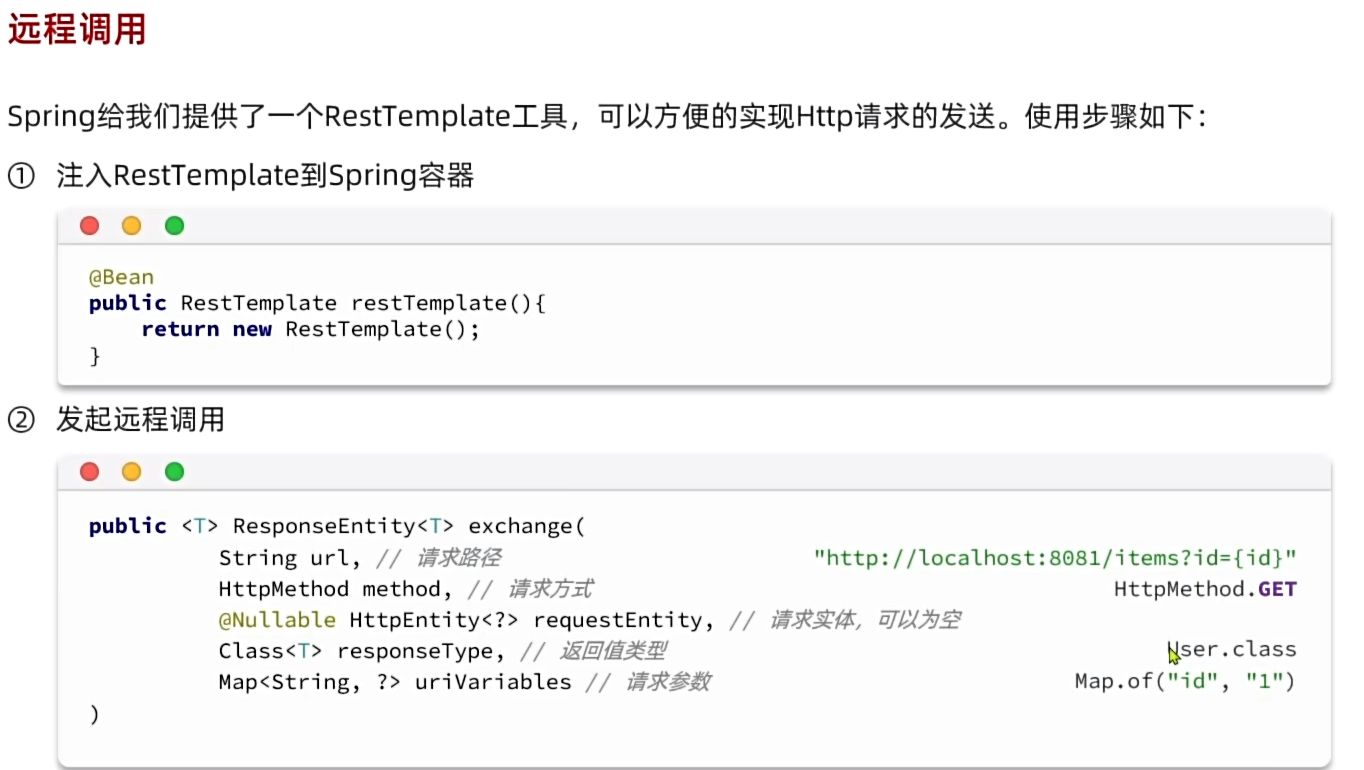 远程调用
Spring给我们提供了一个RestTemplate工具，可以方便的实现Http请求的发送。使用步骤如下：
① 注入RestTemplate到Spring容器
@Bean
public RestTemplate restTemplate(){
    return new RestTemplate();
}
② 发起远程调用
public <T> ResponseEntity<T> exchange(
String url, // 请求路径 "http://localhost:8081/items?id={id}"
HttpMethod method, // 请求方式 HttpMethod.GET
@Nullable HttpEntity<?> requestEntity, // 请求实体，可以为空
Class<T> responseType, // 返回值类型 User.class
Map<String, ?> uriVariables // 请求参数 Map.of("id", "1")
)